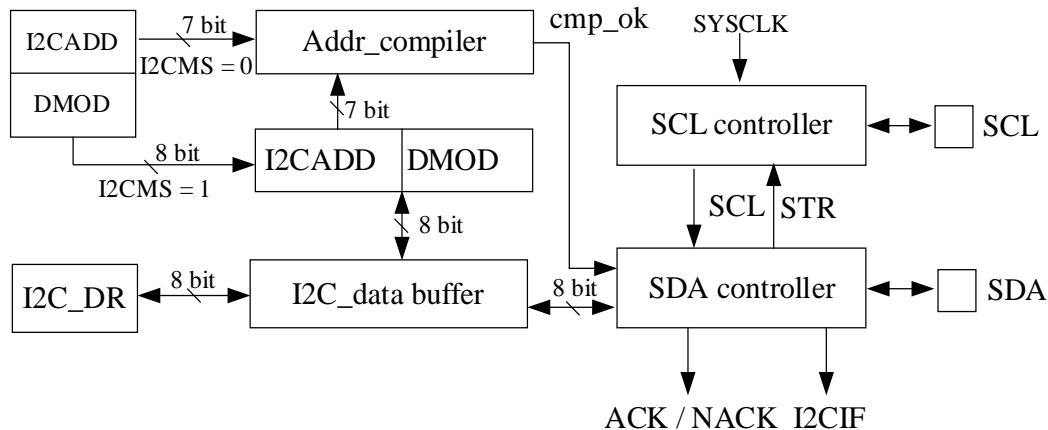 I2CADD
7 bit
I2CMS = 0
Addr_compiler
cmp_ok
SYSCLK
DMOD
7 bit
SCL controller
SCL
8 bit
I2CMS = 1
I2CADD
DMOD
8 bit
SCL
STR
I2C_DR
8 bit
I2C_data buffer
8 bit
SDA controller
SDA
ACK / NACK
I2CIF